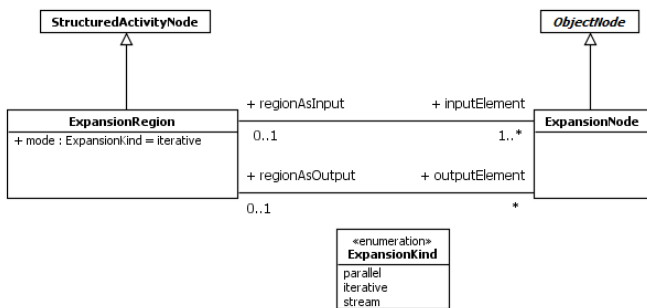 StructuredActivityNode
ObjectNode
ExpansionRegion
+ mode : ExpansionKind = iterative
+ regionAsInput
+ inputElement
0..1
1..*
ExpansionNode
+ regionAsOutput
+ outputElement
0..1
*
«enumeration»
ExpansionKind
parallel
iterative
stream